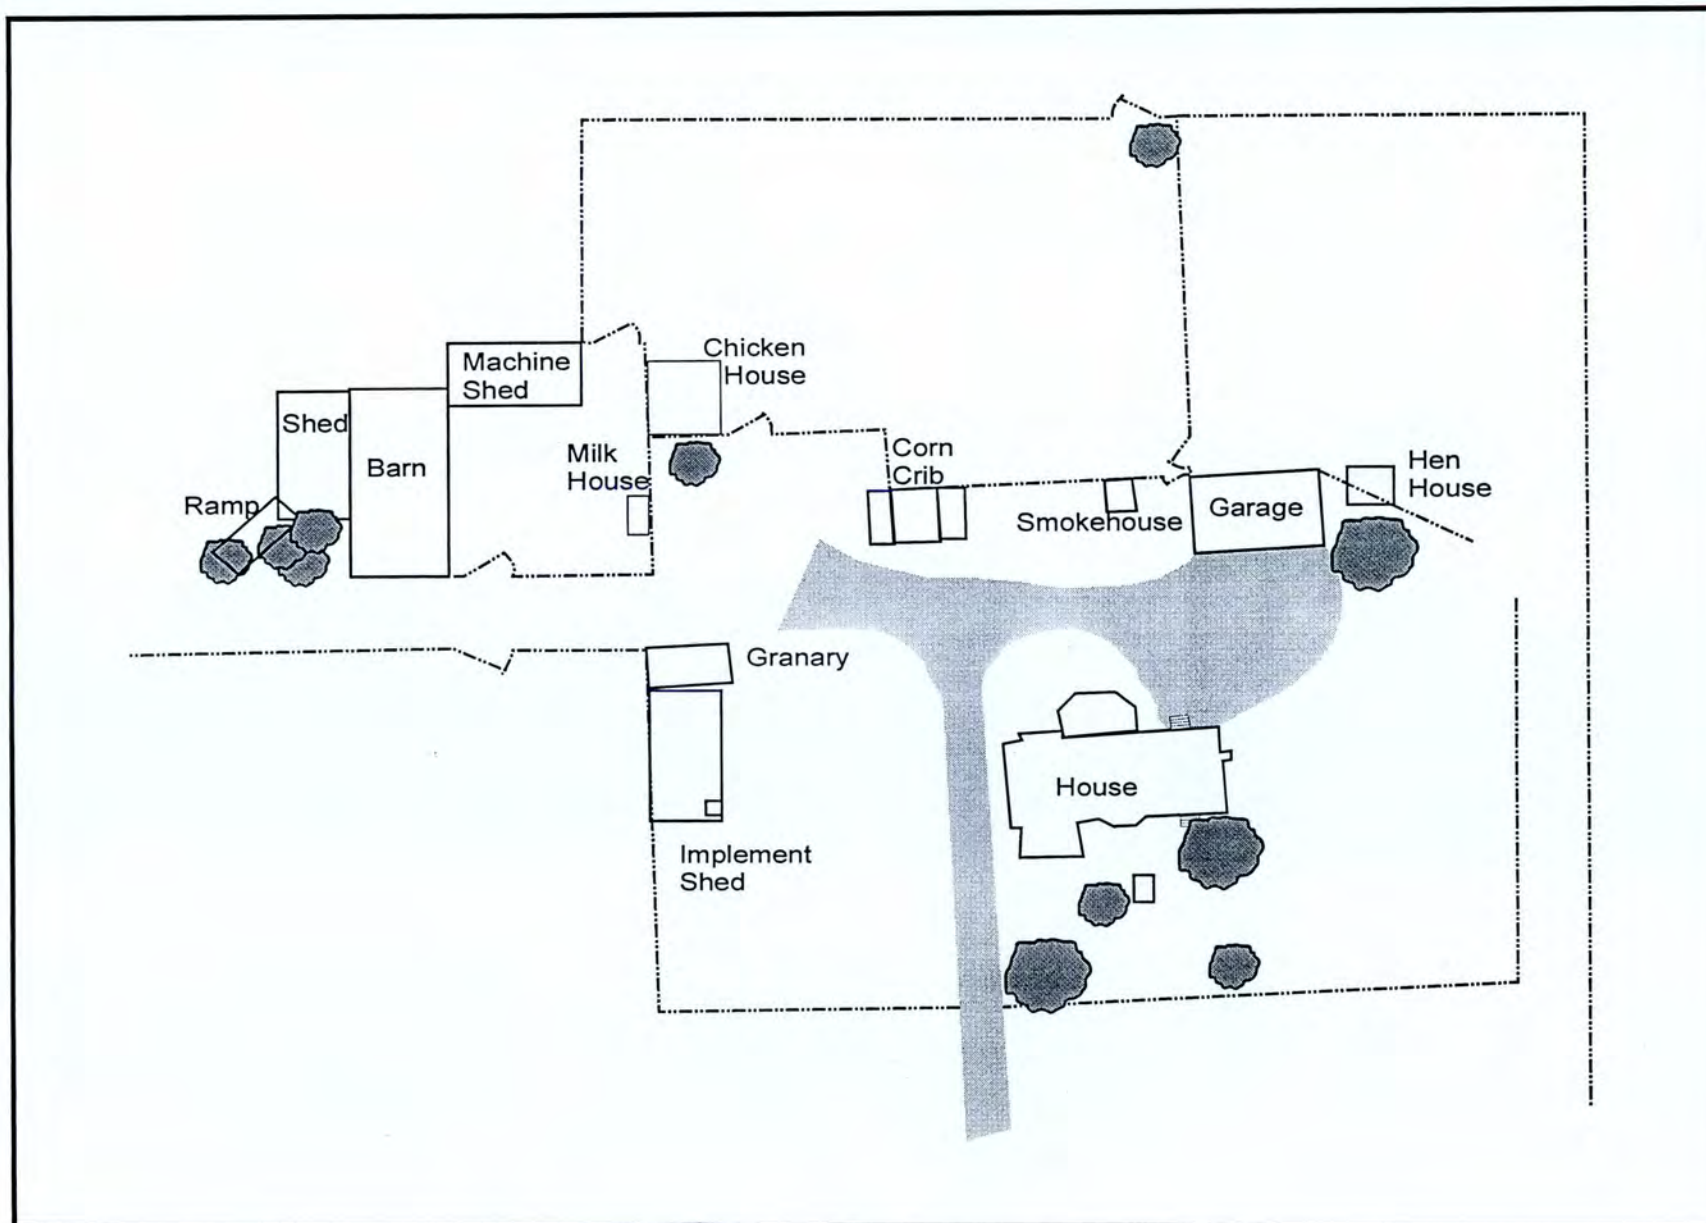 Machine
Shed
Chicken
House
Shed
Barn
Milk
House
Ramp
Corn
Crib
Smokehouse
Garage
Hen
House
Granary
House
Implement
Shed